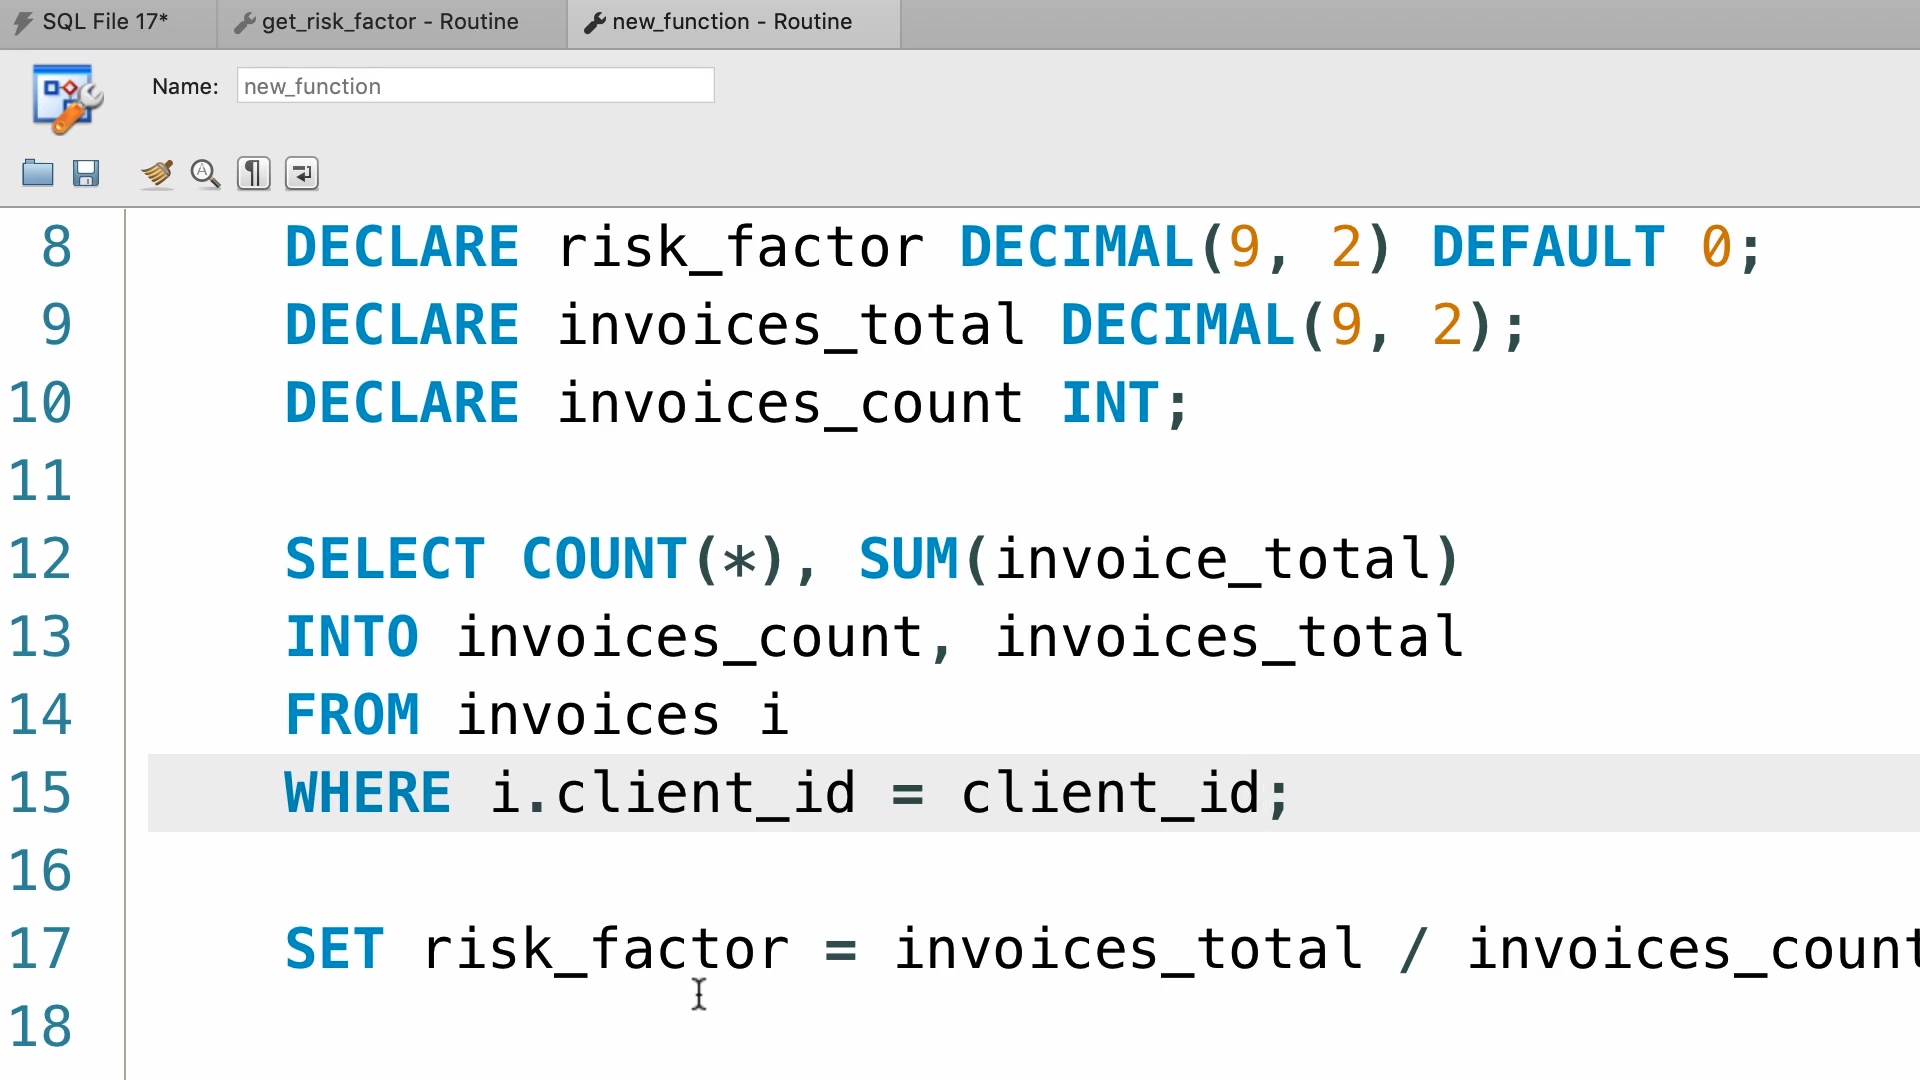 SQL File 17* get_risk_factor - Routine new_function - Routine
Name: new_function
8 DECLARE risk_factor DECIMAL(9, 2) DEFAULT 0;
9 DECLARE invoices_total DECIMAL(9, 2);
10 DECLARE invoices_count INT;
11
12 SELECT COUNT(*), SUM(invoice_total)
13 INTO invoices_count, invoices_total
14 FROM invoices i
15 WHERE i.client_id = client_id;
16
17 SET risk_factor = invoices_total / invoices_count
18